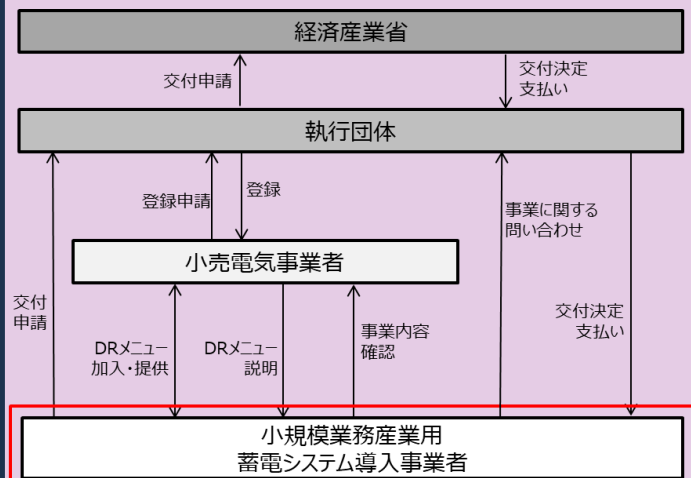 経済産業省
交付申請
交付決定
支払い
執行団体
登録申請
登録
事業に関する
問い合わせ
小売電気事業者
交付
申請
DRメニュー
加入・提供
DRメニュー
説明
事業内容
確認
交付決定
支払い
小規模業務産業用
蓄電システム導入事業者